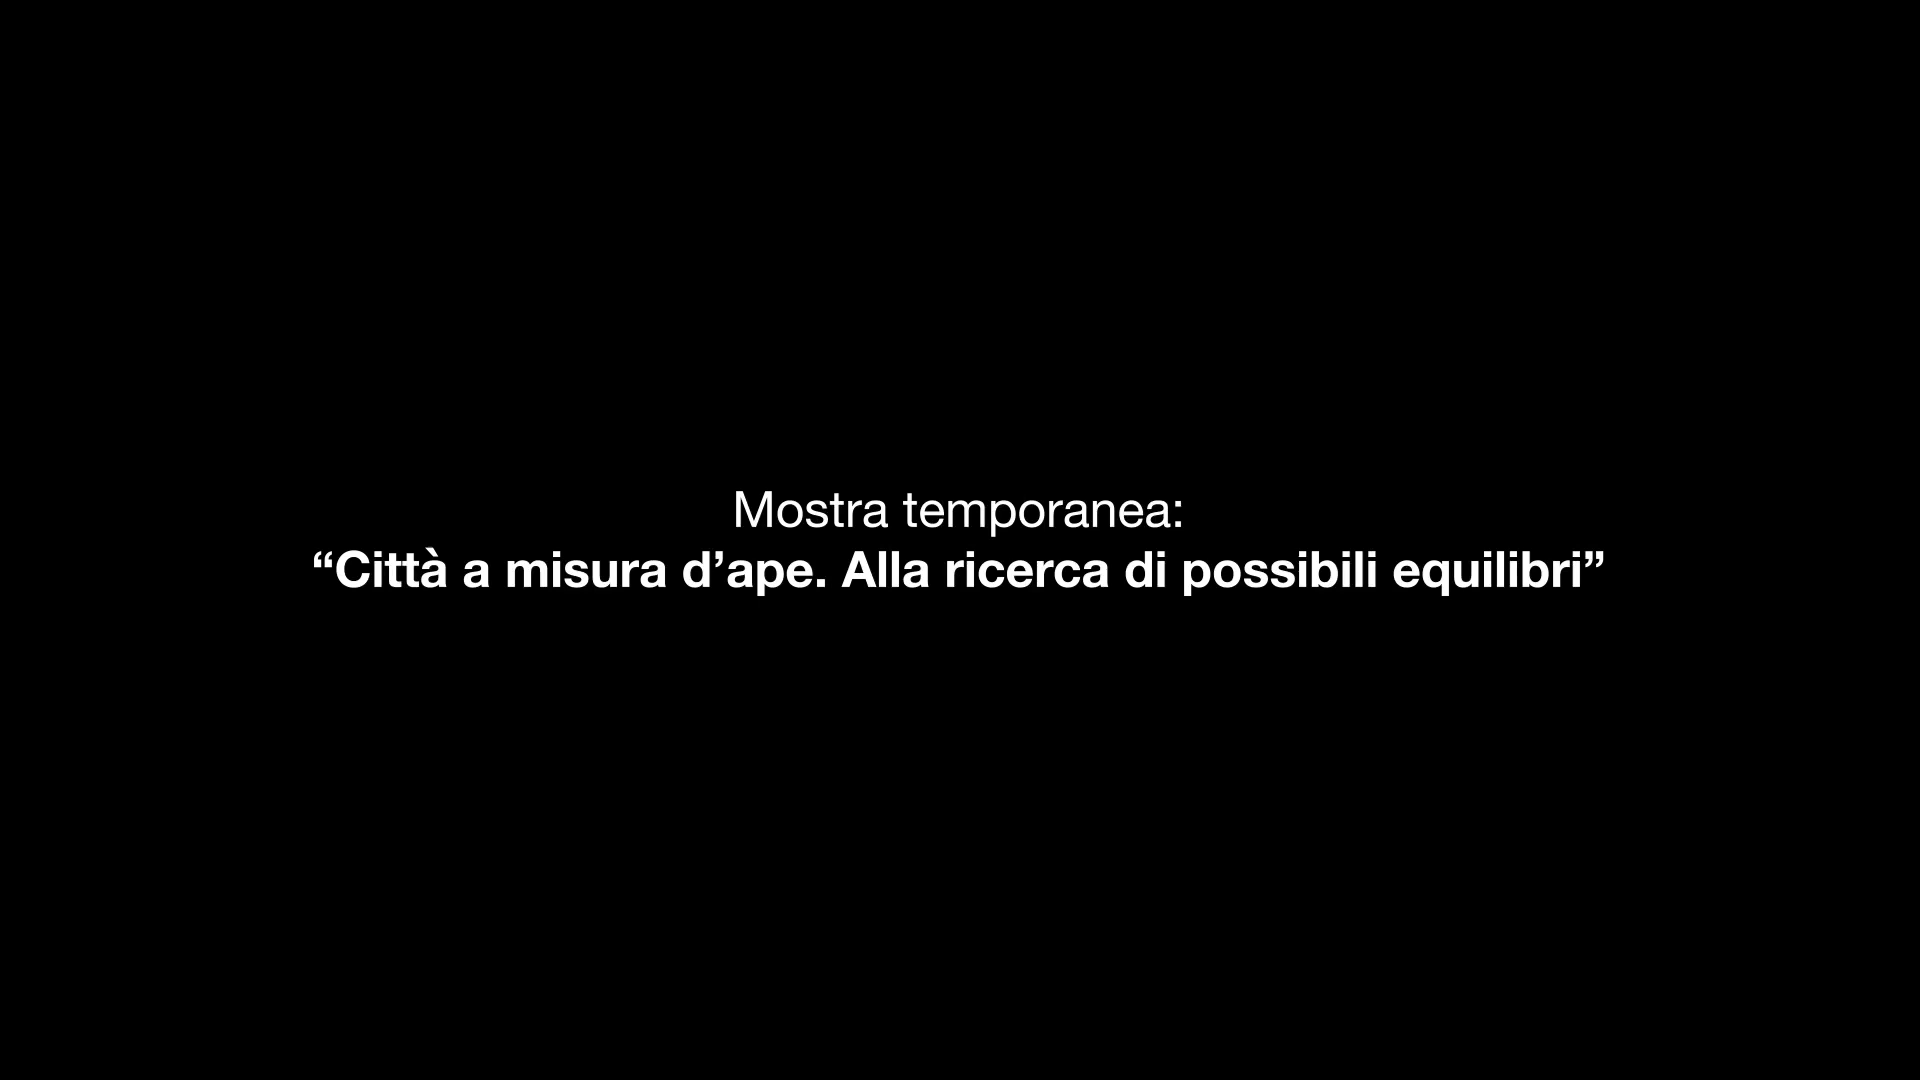 Mostra temporanea:
“Città a misura d’ape. Alla ricerca di possibili equilibri”